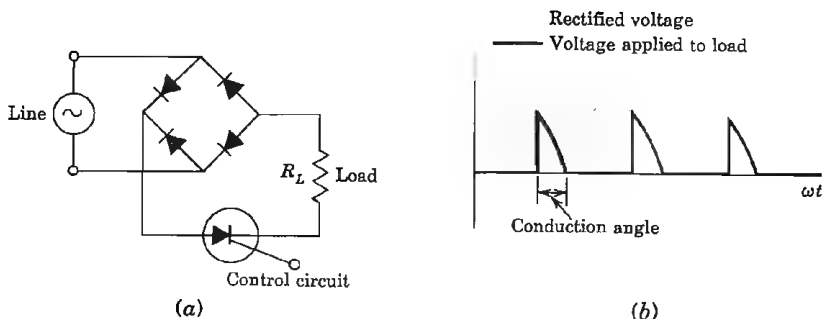 Line
R_L
Load
Control circuit
(a)
Rectified voltage
Voltage applied to load
ωt
Conduction angle
(b)